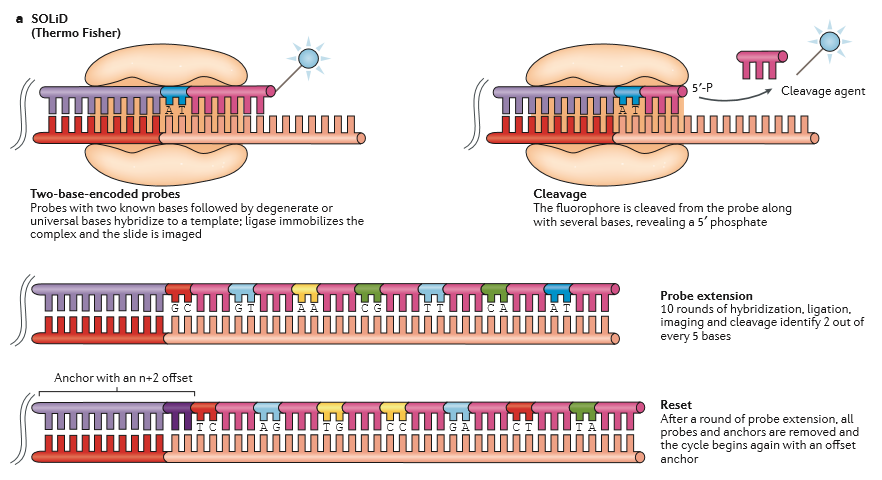 a SOLiD
(Thermo Fisher)
A T
Two-base-encoded probes
Probes with two known bases followed by degenerate or
universal bases hybridize to a template; ligase immobilizes the
complex and the slide is imaged
5′-P
Cleavage agent
A T
Cleavage
The fluorophore is cleaved from the probe along
with several bases, revealing a 5′ phosphate
G C G T A A C G T T C A A T
Probe extension
10 rounds of hybridization, ligation,
imaging and cleavage identify 2 out of
every 5 bases
Anchor with an n+2 offset
T C A G T G C C G A C T T A
Reset
After a round of probe extension, all
probes and anchors are removed and
the cycle begins again with an offset
anchor